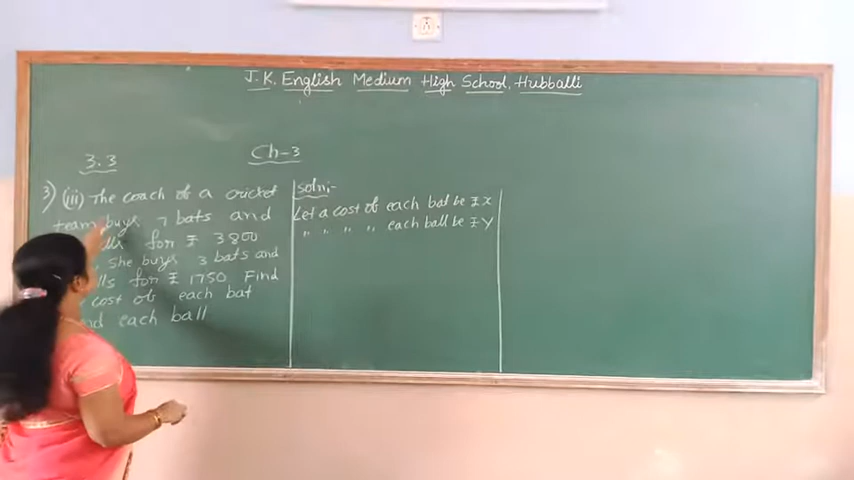 J.K. English Medium High School, Hubballi
3.3
Ch-3
3) (iii) The coach of a cricket
team buys 7 bats and
lls for ₹ 3800
, she buys 3 bats and
lls for ₹ 1750 Find
cost of each bat
nd each ball
soln:-
Let a cost of each bat be ₹ x
" " " " each ball be ₹ y